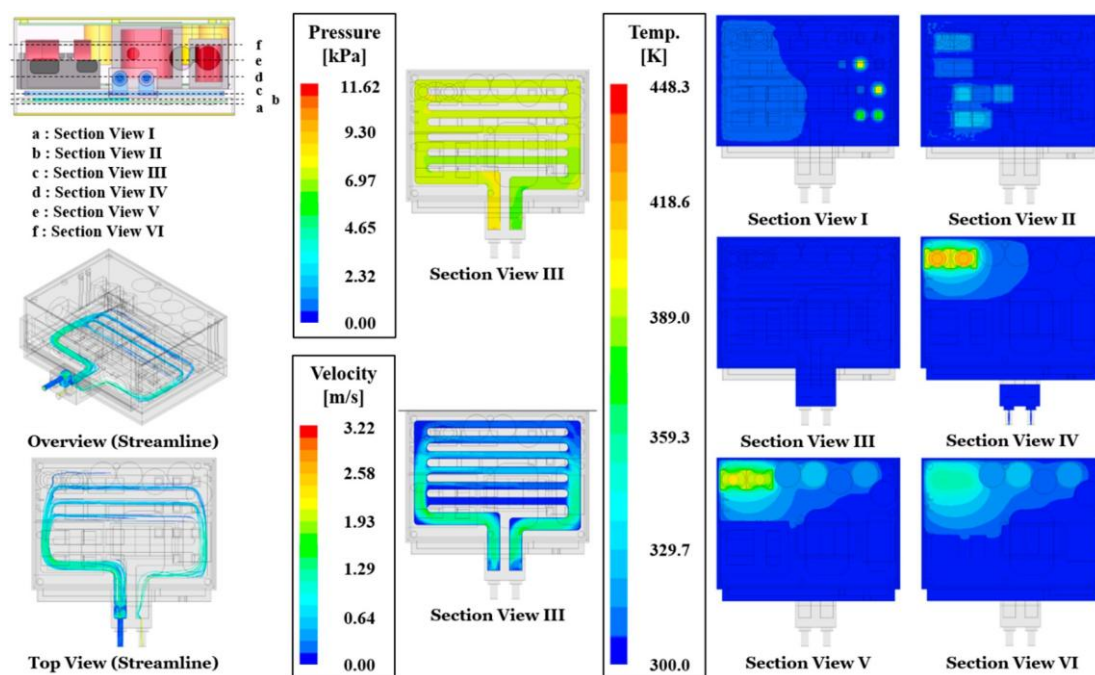 f
e
d
c
b
a
a : Section View I
b : Section View II
c : Section View III
d : Section View IV
e : Section View V
f : Section View VI
Overview (Streamline)
Top View (Streamline)
Pressure
[kPa]
11.62
9.30
6.97
4.65
2.32
0.00
Section View III
Velocity
[m/s]
3.22
2.58
1.93
1.29
0.64
0.00
Section View III
Temp.
[K]
448.3
418.6
389.0
359.3
329.7
300.0
Section View I
Section View II
Section View III
Section View IV
Section View V
Section View VI